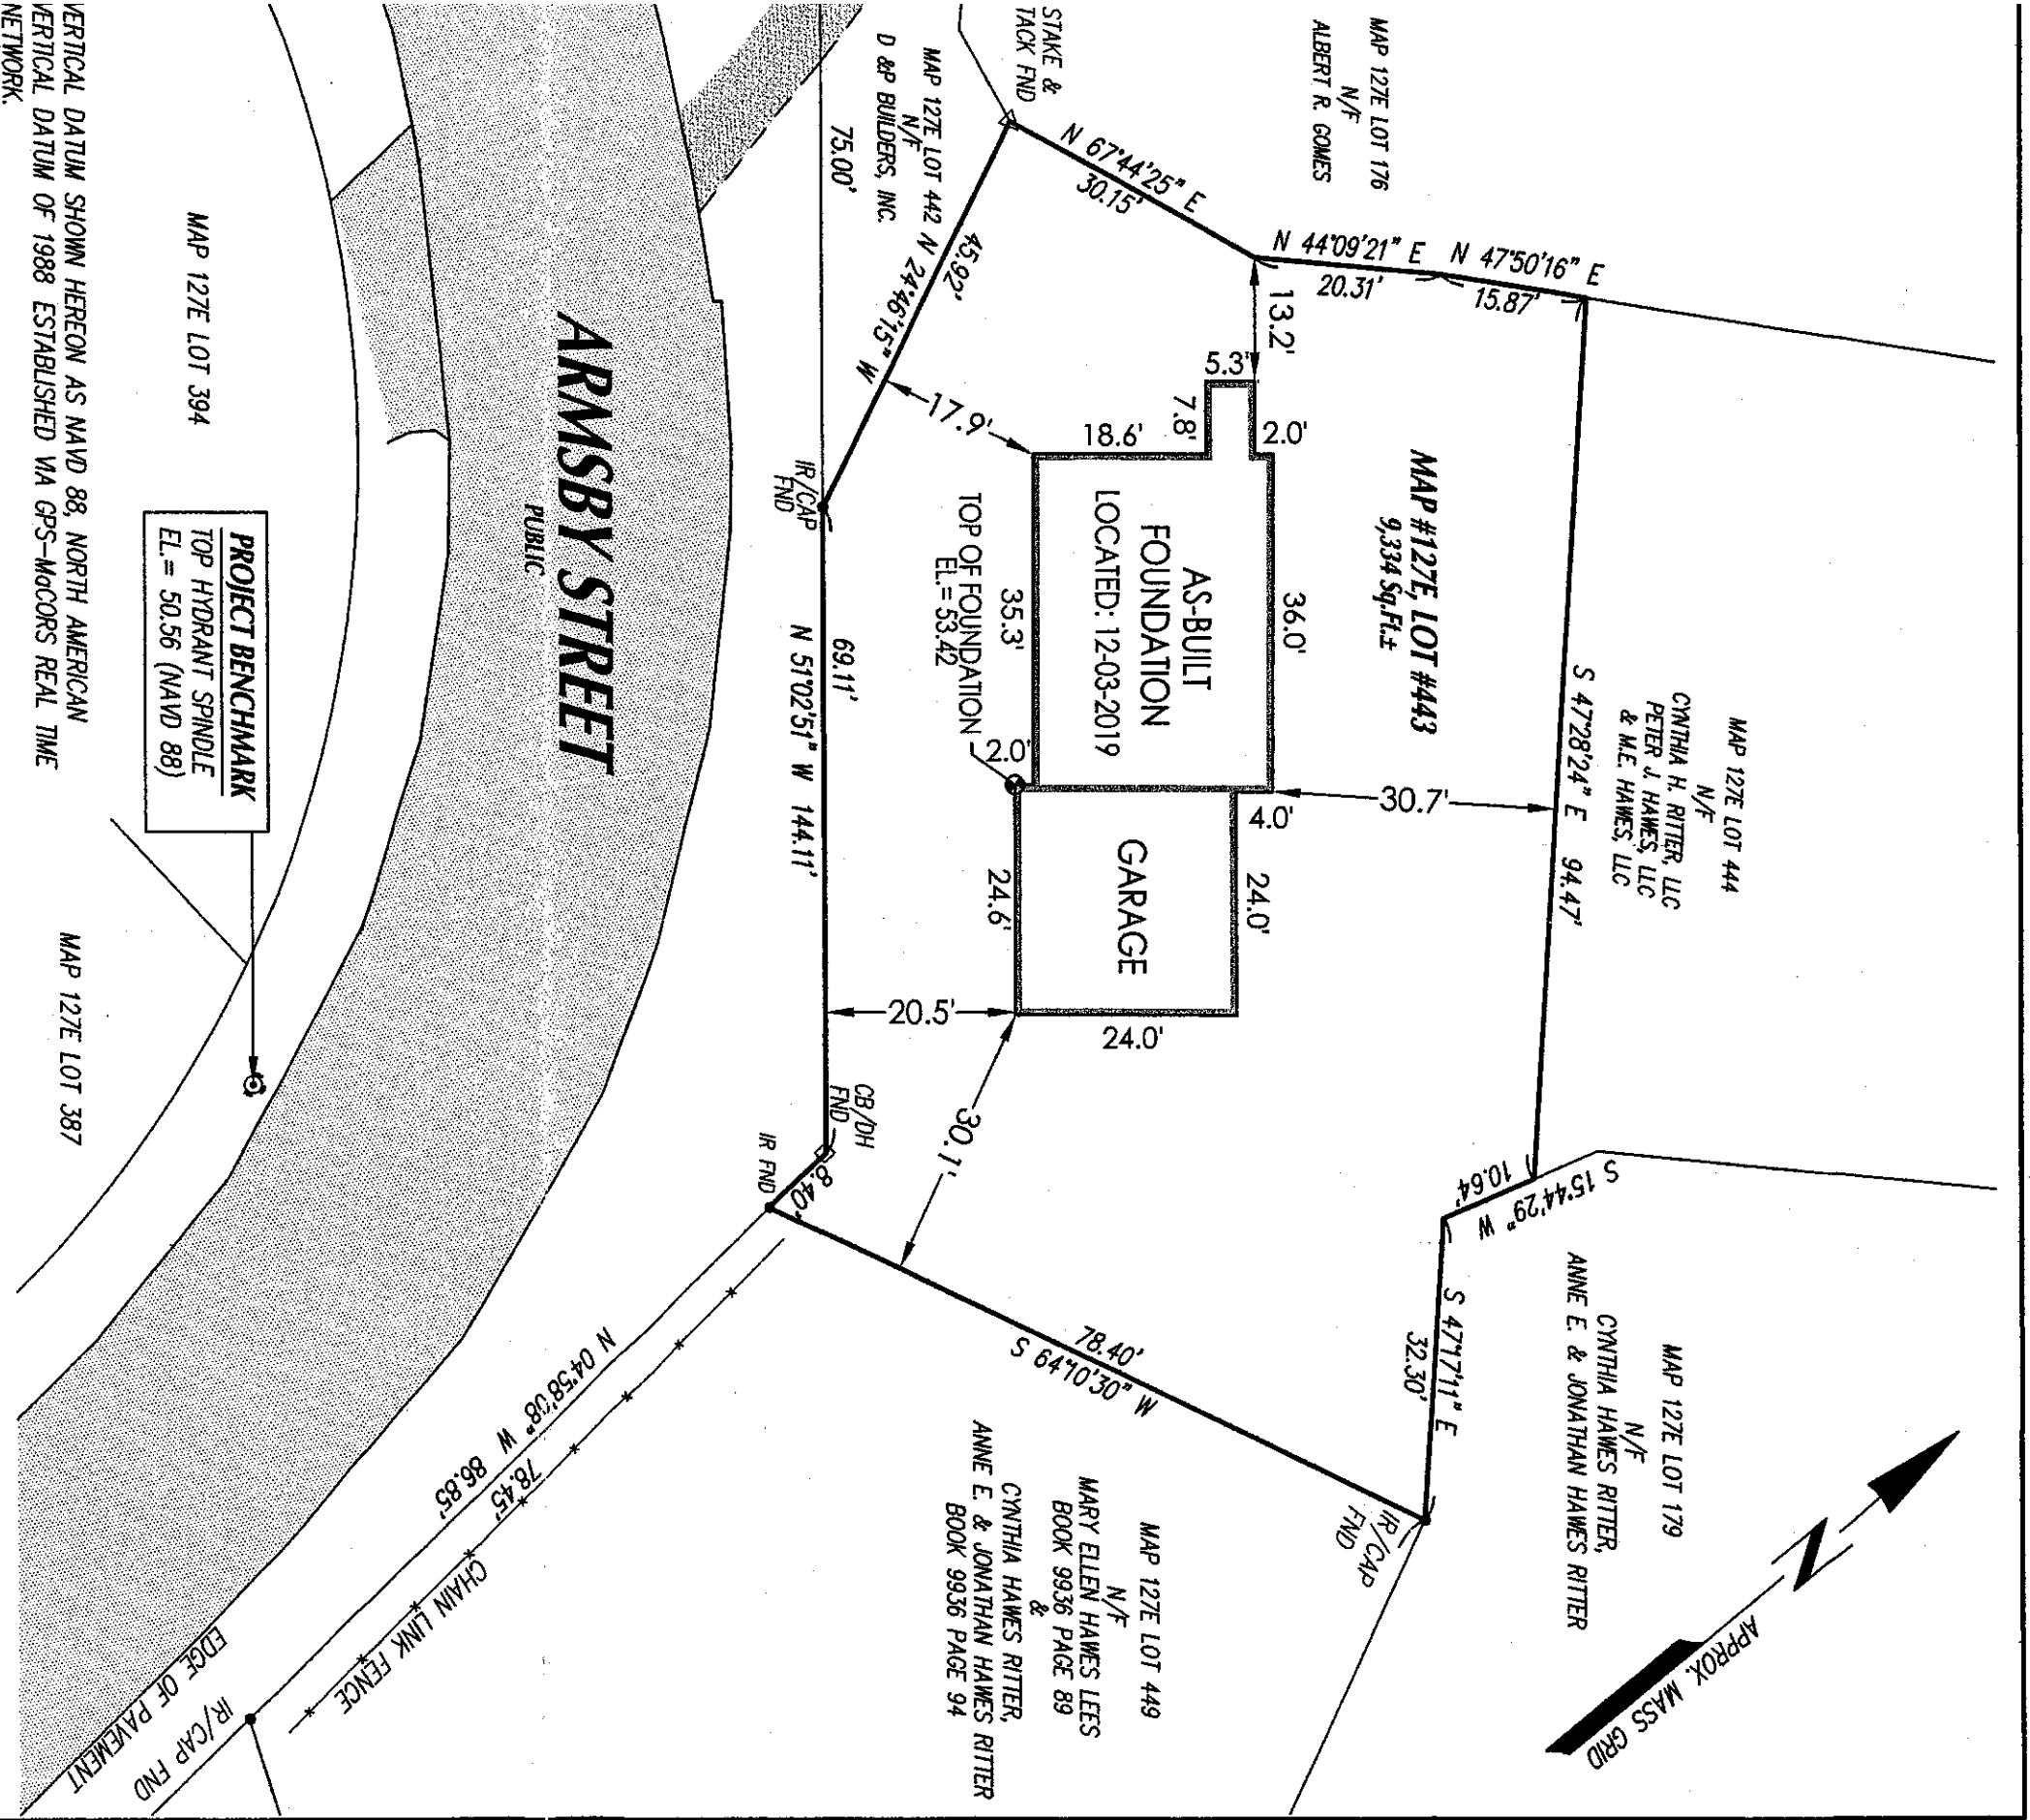 MAP 127E LOT 176
N/F
ALBERT R. GOMES
STAKE &
TACK FND
MAP 127E LOT 442
N/F
D &P BUILDERS, INC.
75.00'
N 67°44'25" E
30.15'
N 44°09'21" E
20.31'
N 47°50'16" E
15.87'
45.92'
N 24°46'15" W
13.2'
5.3'
7.8'
2.0'
18.6'
17.9'
IR/CAP
FND
MAP #127E, LOT #443
9,334 Sq.Ft.±
36.0'
AS-BUILT
FOUNDATION
LOCATED: 12-03-2019
35.3'
TOP OF FOUNDATION
EL.= 53.42
2.0'
4.0'
30.7'
GARAGE
24.0'
24.6'
24.0'
20.5'
30.1'
S 47°28'24" E 94.47'
MAP 127E LOT 444
N/F
CYNTHIA H. RITTER, LLC
PETER J. HAWES, LLC
& M.E. HAWES, LLC
69.11'
N 51°02'51" W 144.11'
CB/DH
FND
8.40'
IR FND
S 15°44'29" W
10.64'
S 47°17'11" E
32.30'
MAP 127E LOT 179
N/F
CYNTHIA HAWES RITTER,
ANNE E. & JONATHAN HAWES RITTER
78.40'
S 64°10'30" W
IR/CAP
FND
MAP 127E LOT 449
N/F
MARY ELLEN HAWES LEES
BOOK 9936 PAGE 89
&
CYNTHIA HAWES RITTER,
ANNE E. & JONATHAN HAWES RITTER
BOOK 9936 PAGE 94
N
APPROX. MASS GRID
ARMSBY STREET
PUBLIC
N 04°58'08" W
78.45'
86.85'
CHAIN LINK FENCE
EDGE OF PAVEMENT
IR/CAP FND
MAP 127E LOT 394
PROJECT BENCHMARK
TOP HYDRANT SPINDLE
EL.= 50.56 (NAVD 88)
MAP 127E LOT 387
VERTICAL DATUM SHOWN HEREON AS NAVD 88, NORTH AMERICAN
VERTICAL DATUM OF 1988 ESTABLISHED VIA GPS-MaCORS REAL TIME
NETWORK.